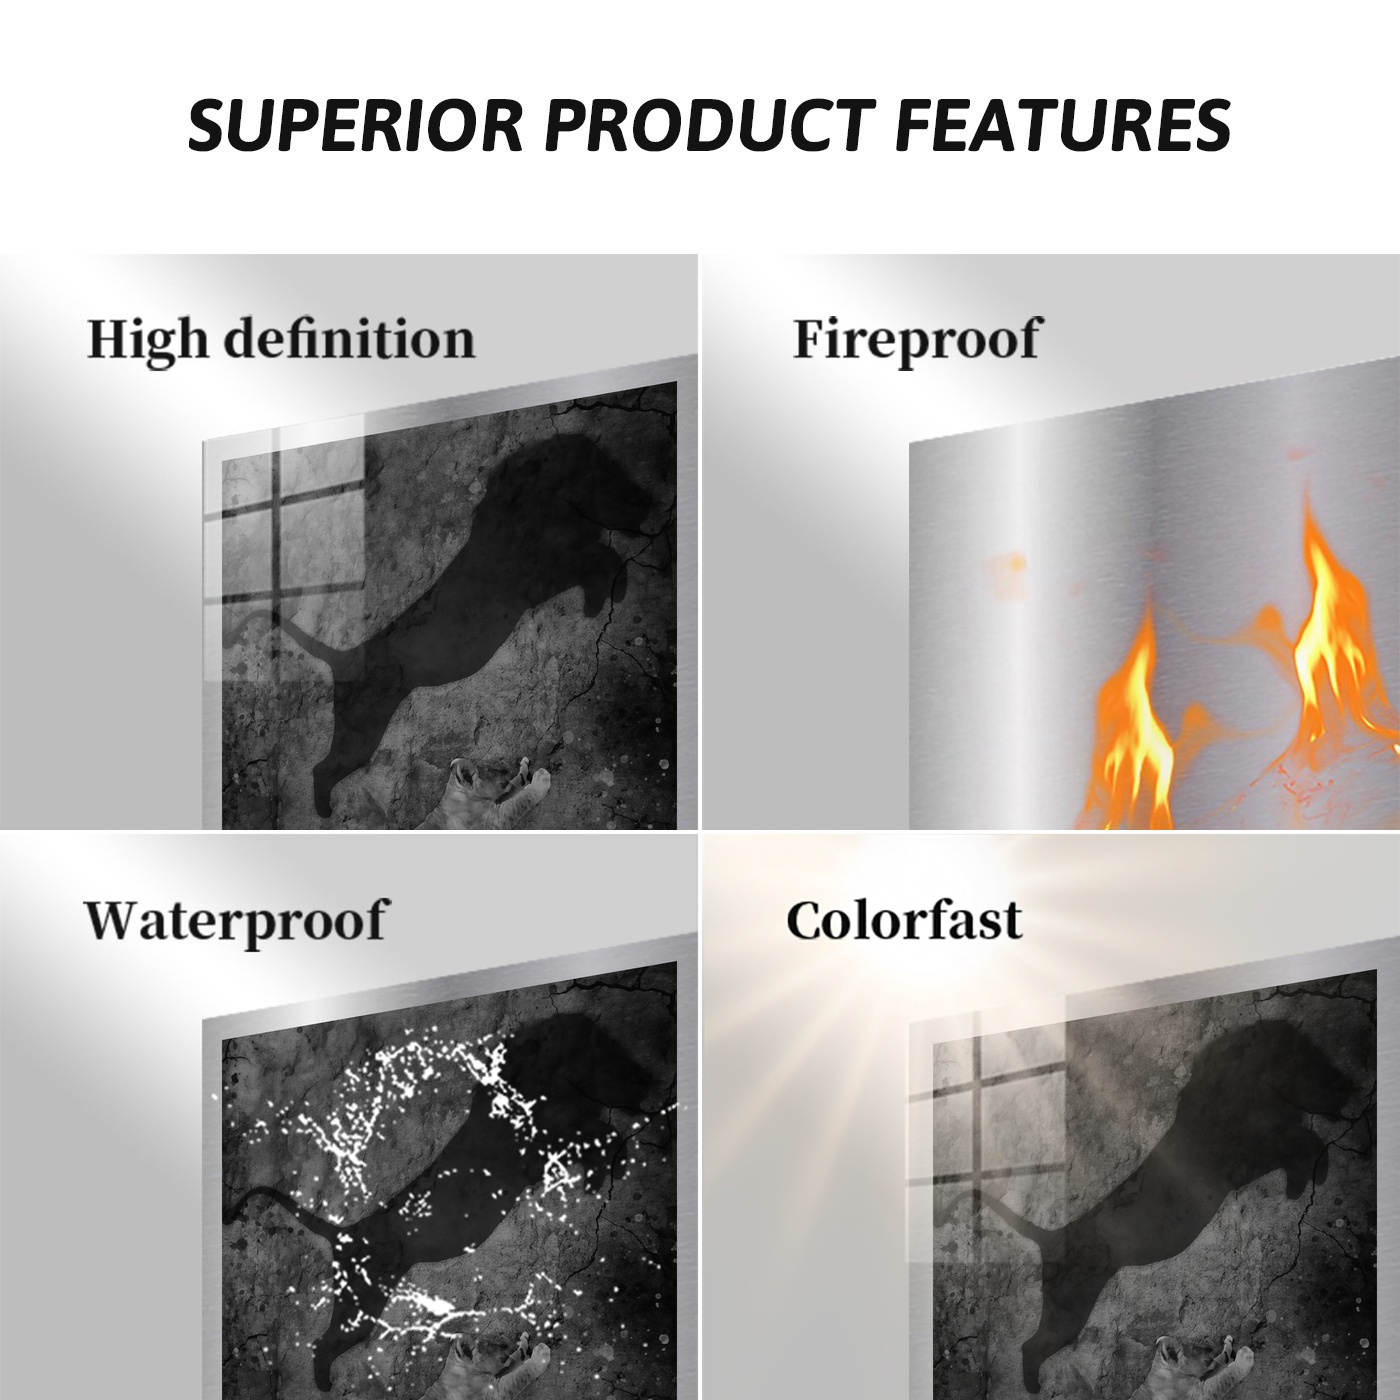 SUPERIOR PRODUCT FEATURES
High definition
Fireproof
Waterproof
Colorfast